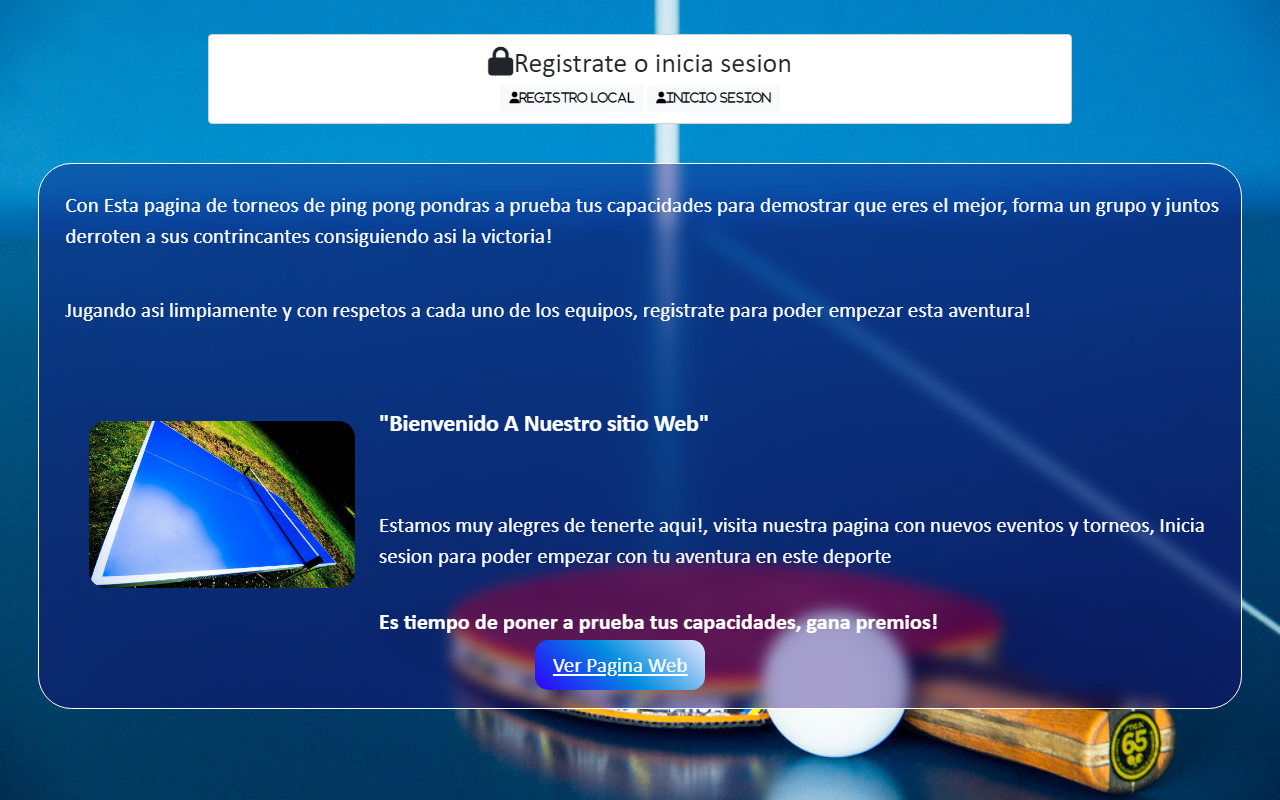 Registrate o inicia sesion
REGISTRO LOCAL INICIO SESION
Con Esta pagina de torneos de ping pong pondras a prueba tus capacidades para demostrar que eres el mejor, forma un grupo y juntos
derroten a sus contrincantes consiguiendo asi la victoria!
Jugando asi limpiamente y con respetos a cada uno de los equipos, registrate para poder empezar esta aventura!
"Bienvenido A Nuestro sitio Web"
Estamos muy alegres de tenerte aqui!, visita nuestra pagina con nuevos eventos y torneos, Inicia
sesion para poder empezar con tu aventura en este deporte
Es tiempo de poner a prueba tus capacidades, gana premios!
Ver Pagina Web
STIGA
65